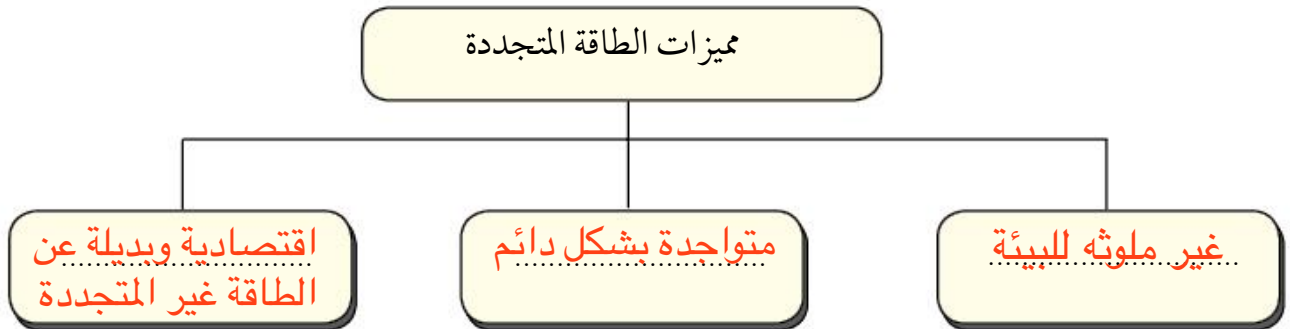 مميزات الطاقة المتجددة
غير ملوثه للبيئة
متواجدة بشكل دائم
اقتصادية وبديلة عن
الطاقة غير المتجددة